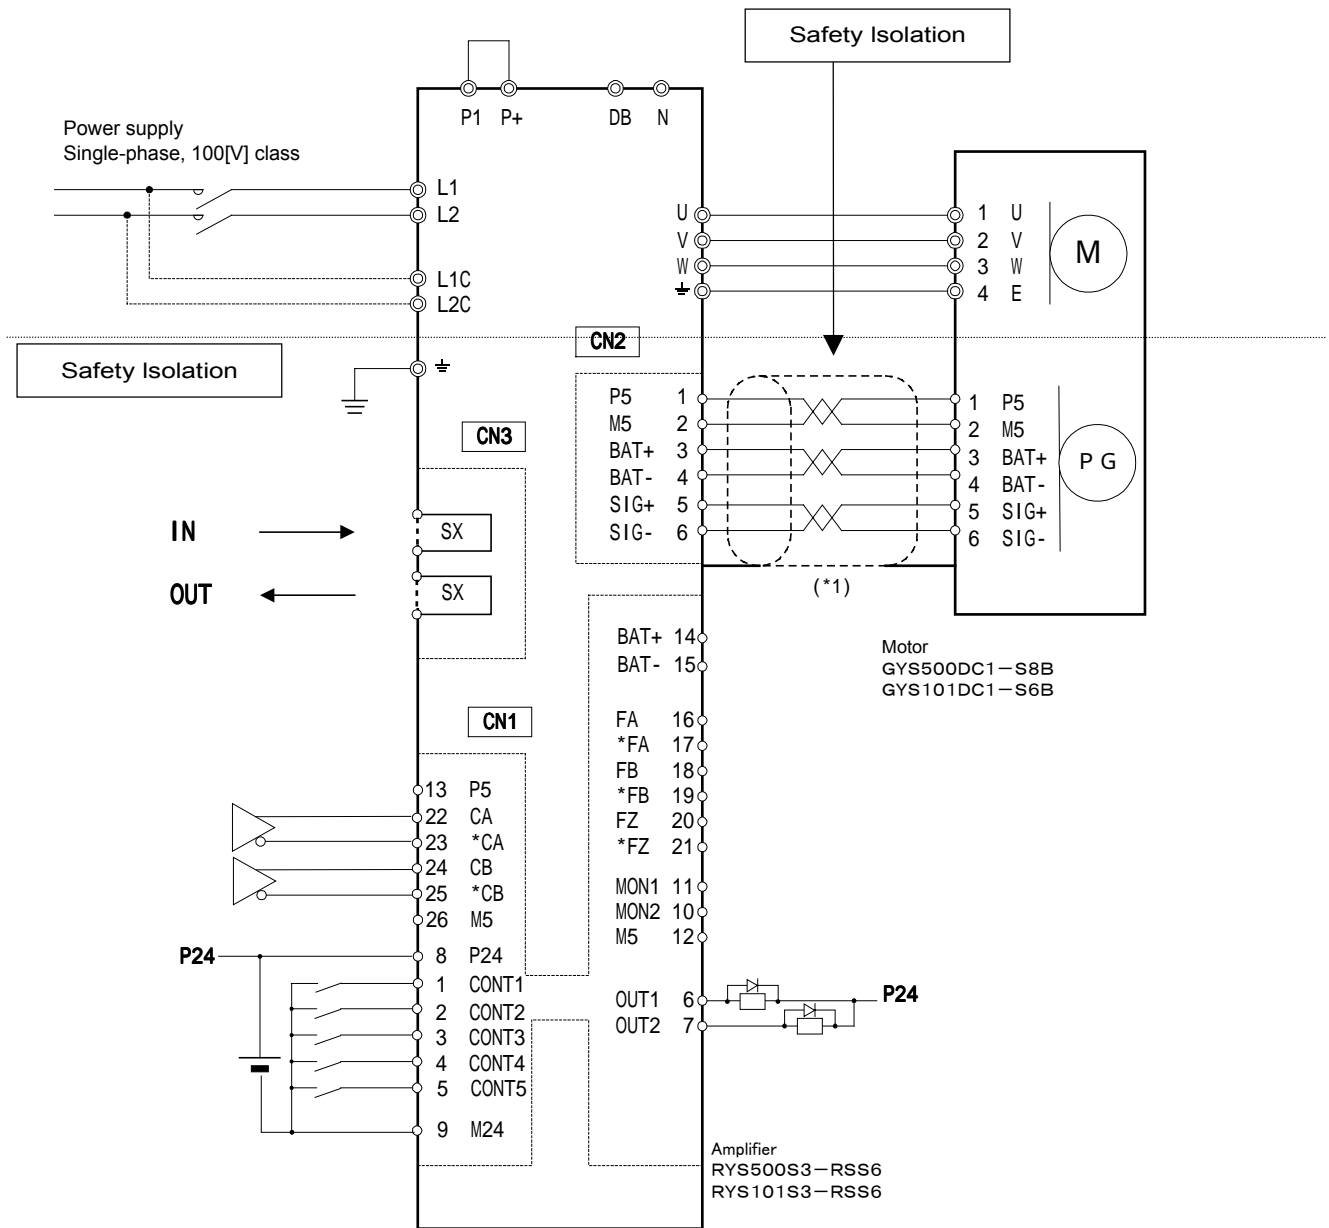 Safety Isolation
P1 P+ DB N
Power supply
Single-phase, 100[V] class
L1
L2
L1C
L2C
U
V
W
1 U
2 V
3 W
4 E
M
Safety Isolation
CN2
P5 1
M5 2
BAT+ 3
BAT- 4
SIG+ 5
SIG- 6
1 P5
2 M5
3 BAT+
4 BAT-
5 SIG+
6 SIG-
PG
(*1)
CN3
IN
SX
OUT
SX
Motor
GYS500DC1-S8B
GYS101DC1-S6B
BAT+ 14
BAT- 15
FA 16
*FA 17
FB 18
*FB 19
FZ 20
*FZ 21
MON1 11
MON2 10
M5 12
OUT1 6
OUT2 7
P24
CN1
13 P5
22 CA
23 *CA
24 CB
25 *CB
26 M5
P24
8 P24
1 CONT1
2 CONT2
3 CONT3
4 CONT4
5 CONT5
9 M24
Amplifier
RYS500S3-RSS6
RYS101S3-RSS6